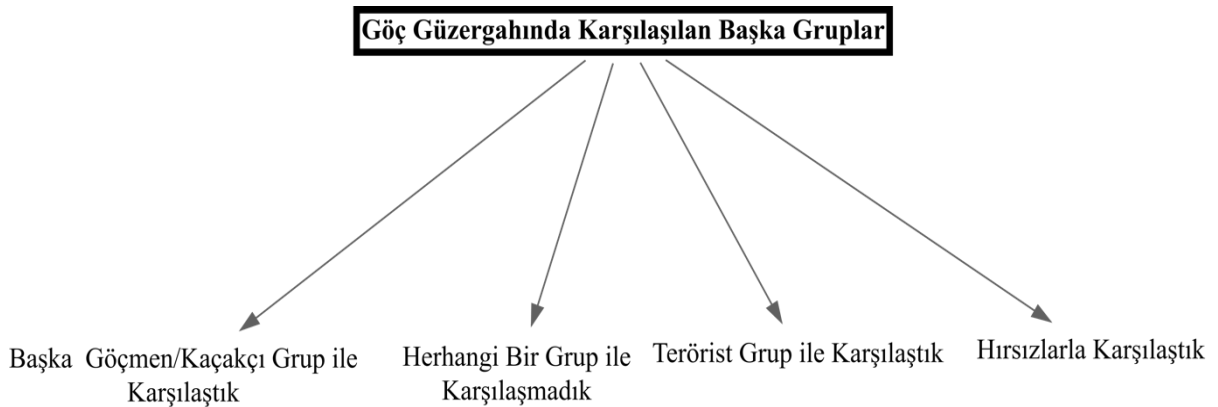 Göç Güzergahında Karşılaşılan Başka Gruplar
Başka Göçmen/Kaçakçı Grup ile
Karşılaştık
Herhangi Bir Grup ile
Karşılaşmadık
Terörist Grup ile Karşılaştık
Hırsızlarla Karşılaştık